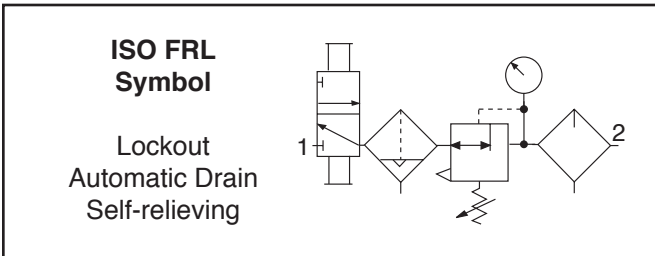 ISO FRL
Symbol
Lockout
Automatic Drain
Self-relieving
1
2